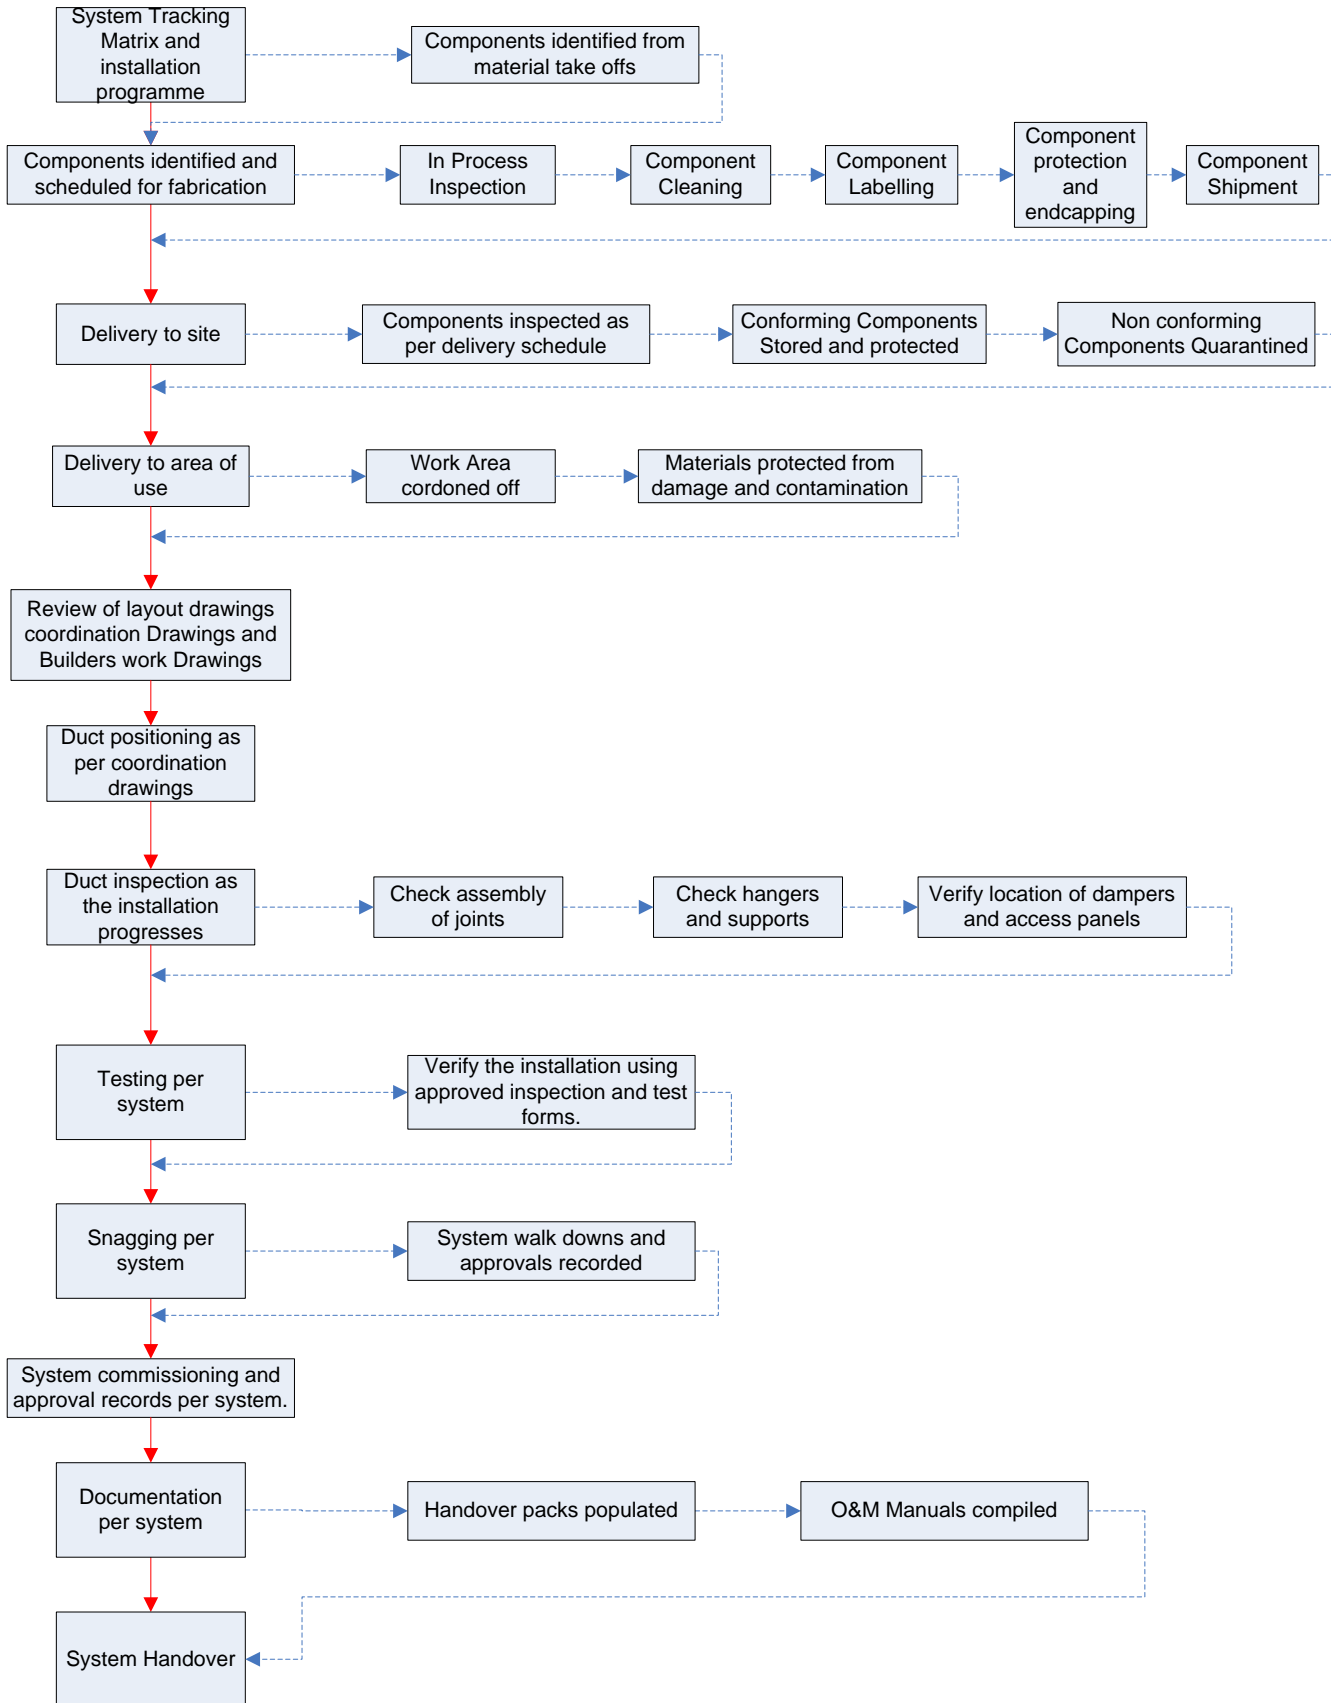 System Tracking
Matrix and
installation
programme
Components identified from
material take offs
Components identified and
scheduled for fabrication
In Process
Inspection
Component
Cleaning
Component
Labelling
Component
protection
and
endcapping
Component
Shipment
Delivery to site
Components inspected as
per delivery schedule
Conforming Components
Stored and protected
Non conforming
Components Quarantined
Delivery to area of
use
Work Area
cordoned off
Materials protected from
damage and contamination
Review of layout drawings
coordination Drawings and
Builders work Drawings
Duct positioning as
per coordination
drawings
Duct inspection as
the installation
progresses
Check assembly
of joints
Check hangers
and supports
Verify location of dampers
and access panels
Testing per
system
Verify the installation using
approved inspection and test
forms.
Snagging per
system
System walk downs and
approvals recorded
System commissioning and
approval records per system.
Documentation
per system
Handover packs populated
O&M Manuals compiled
System Handover